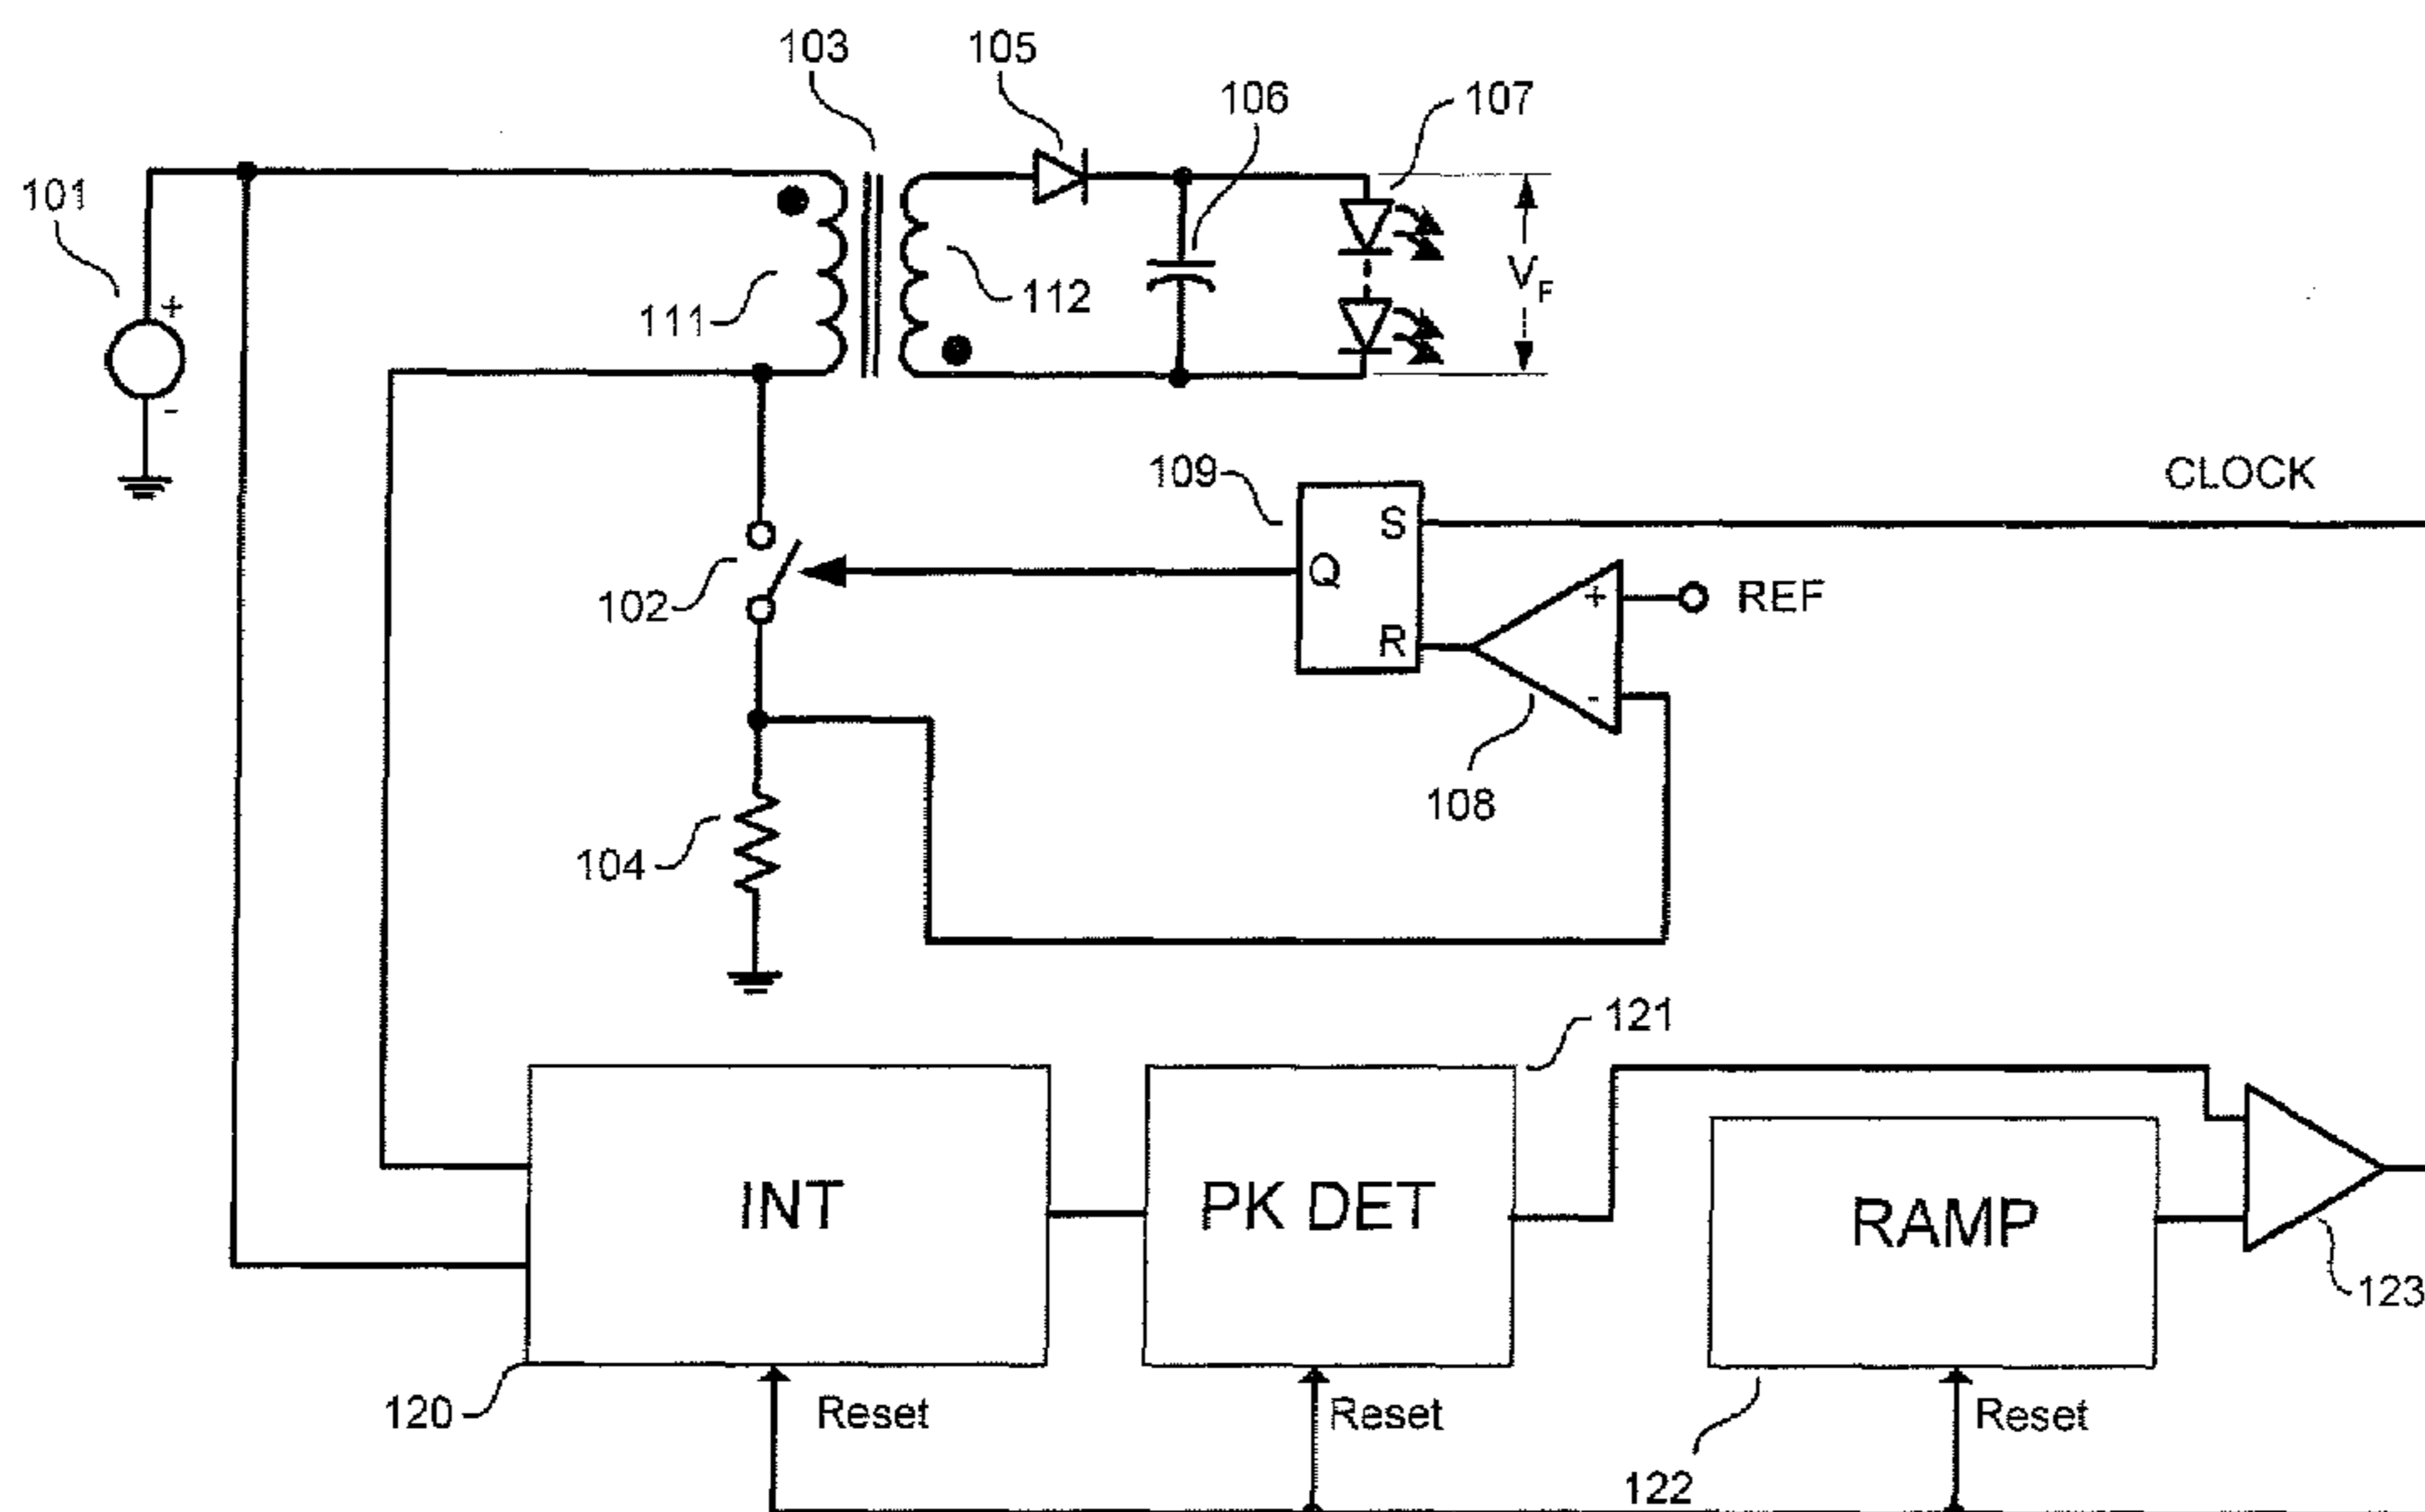 103
105
106
107
101
+
-
111
112
V_F
109
S
CLOCK
Q
102
+
REF
R
-
108
104
121
INT
PK DET
RAMP
123
120
Reset
Reset
Reset
122